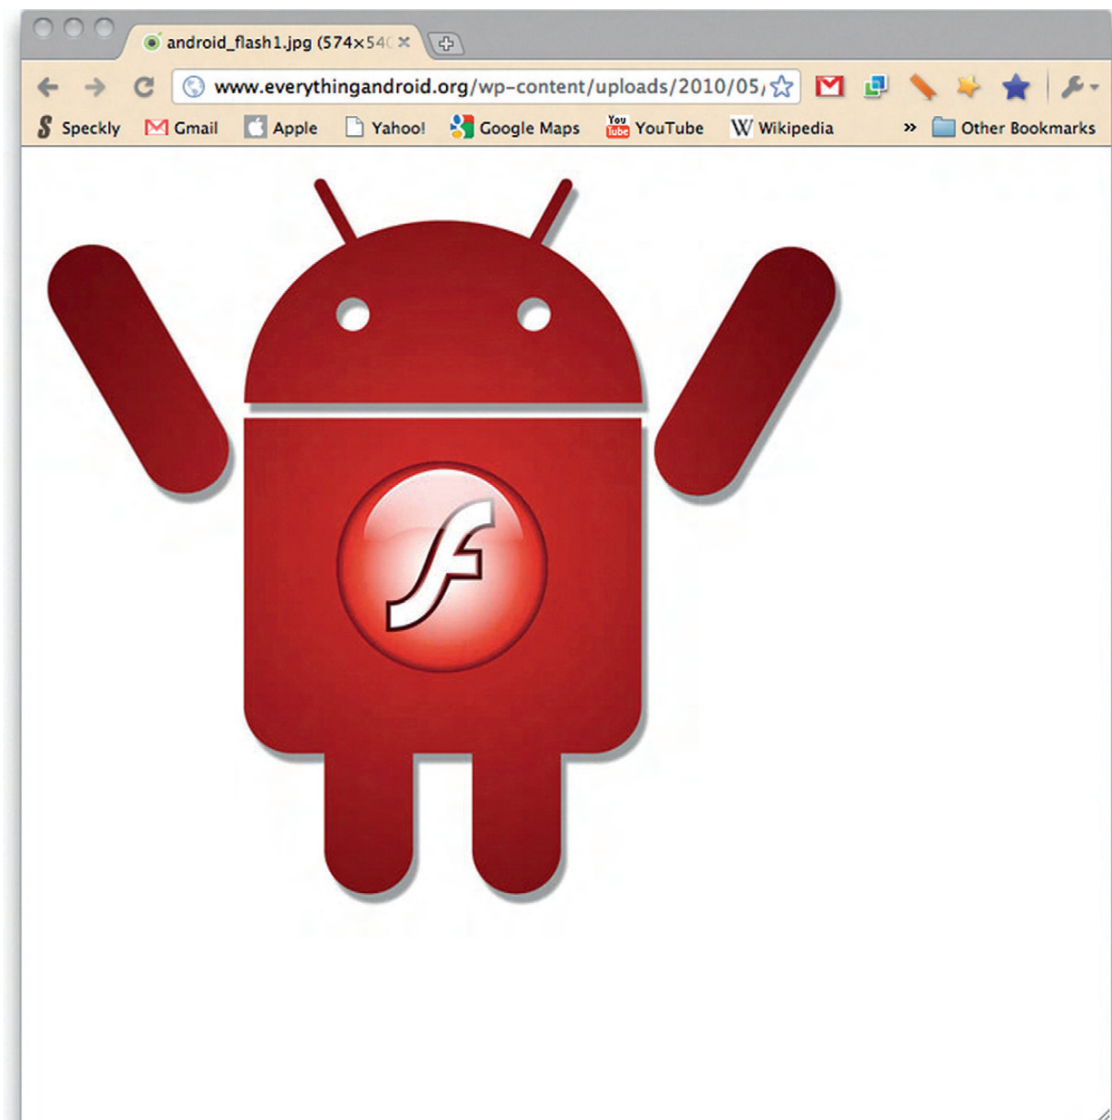 android_flash1.jpg (574×540
www.everythingandroid.org/wp-content/uploads/2010/05/
Speckly Gmail Apple Yahoo! Google Maps You Tube YouTube W Wikipedia » Other Bookmarks